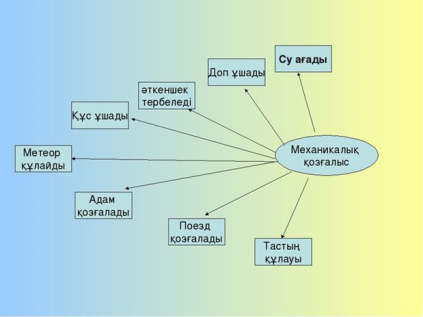 Су ағады
Доп ұшады
әткеншек
тербеледі
Құс ұшады
Механикалық
қозғалыс
Метеор
құлайды
Адам
қозғалады
Поезд
қозғалады
Тастың
құлауы